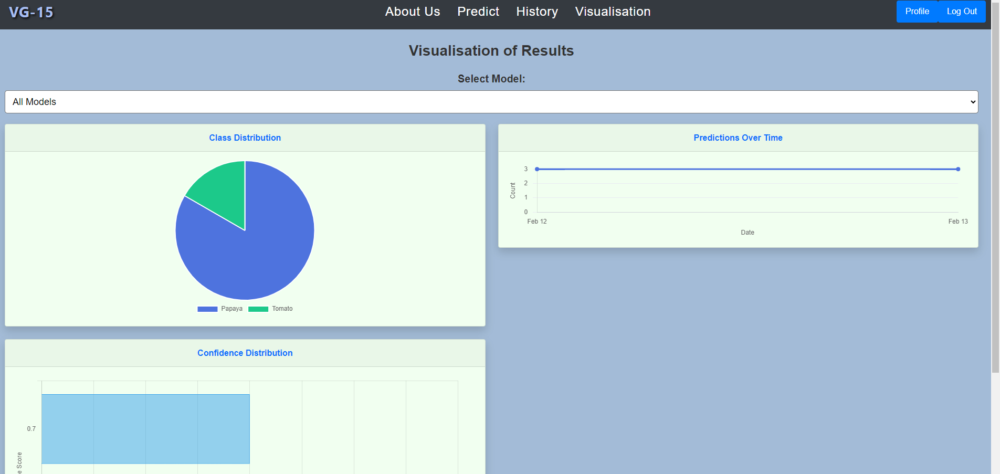 VG-15
About Us Predict History Visualisation
Profile Log Out
Visualisation of Results
Select Model:
All Models
Class Distribution
Papaya Tomato
Predictions Over Time
3
2
1
0
Count
Feb 12 Feb 13
Date
Confidence Distribution
0.7
e Score